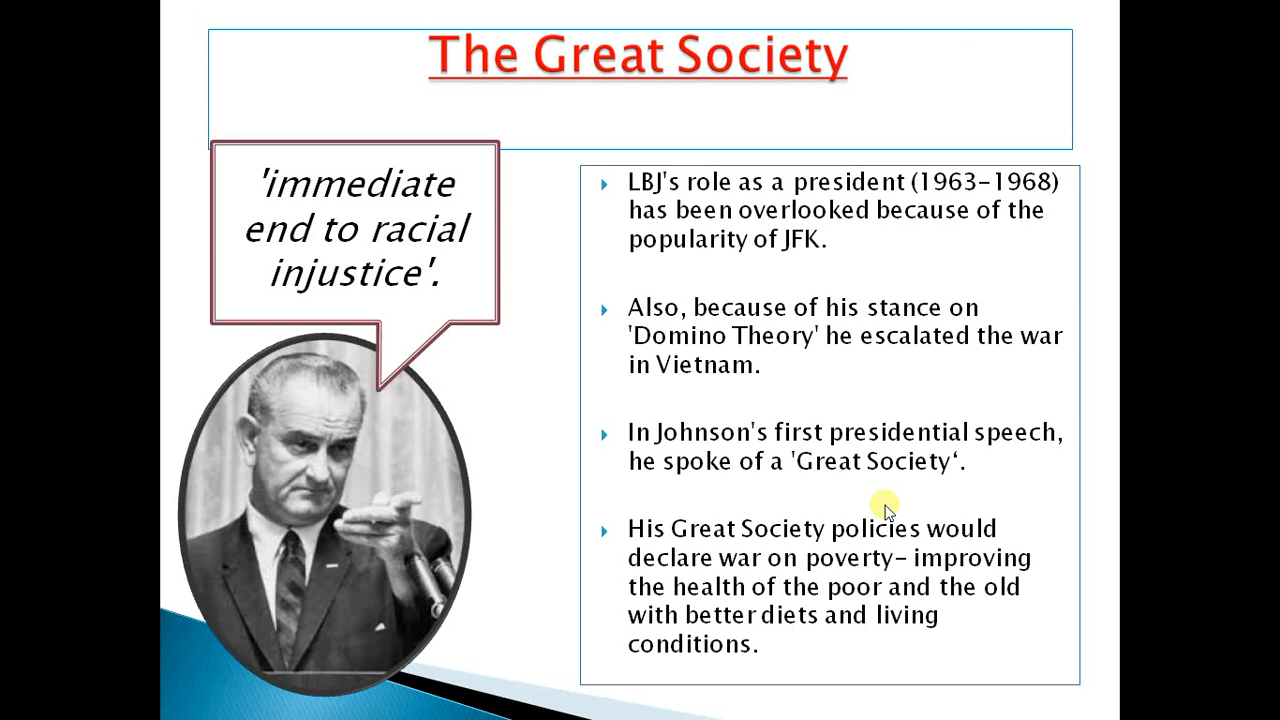 The Great Society
'immediate
end to racial
injustice'.
LBJ's role as a president (1963-1968)
has been overlooked because of the
popularity of JFK.
Also, because of his stance on
'Domino Theory' he escalated the war
in Vietnam.
In Johnson's first presidential speech,
he spoke of a 'Great Society‘.
His Great Society policies would
declare war on poverty- improving
the health of the poor and the old
with better diets and living
conditions.